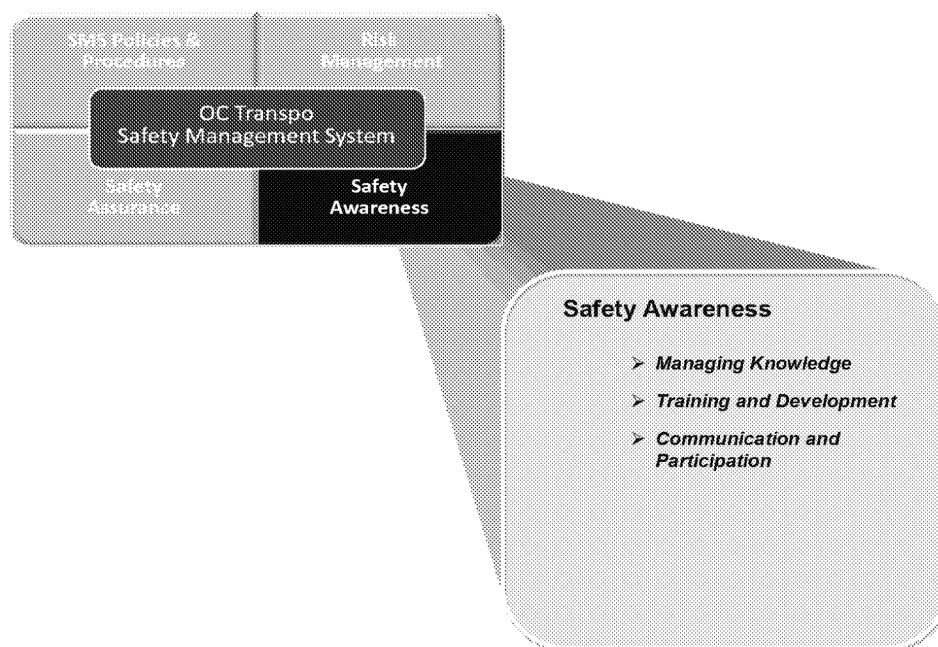 SMS Policies &
Procedures
Risk
Management
OC Transpo
Safety Management System
Safety
Assurance
Safety
Awareness
Safety Awareness
➢ Managing Knowledge
➢ Training and Development
➢ Communication and
Participation